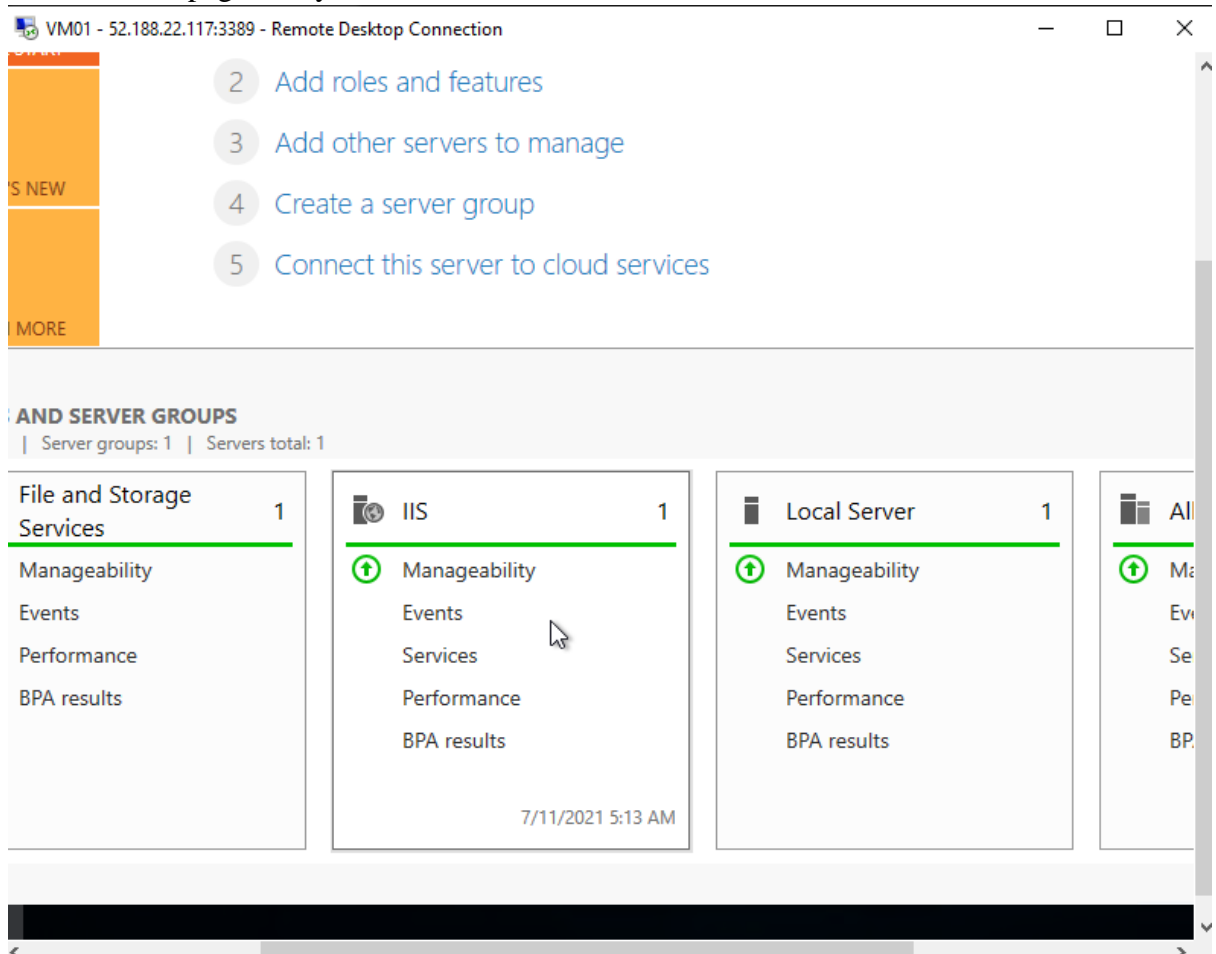 VM01 - 52.188.22.117:3389 - Remote Desktop Connection
2 Add roles and features
3 Add other servers to manage
'S NEW
4 Create a server group
5 Connect this server to cloud services
MORE
AND SERVER GROUPS
| Server groups: 1 | Servers total: 1
File and Storage
Services 1
Manageability
Events
Performance
BPA results
IIS 1
Manageability
Events
Services
Performance
BPA results
7/11/2021 5:13 AM
Local Server 1
Manageability
Events
Services
Performance
BPA results